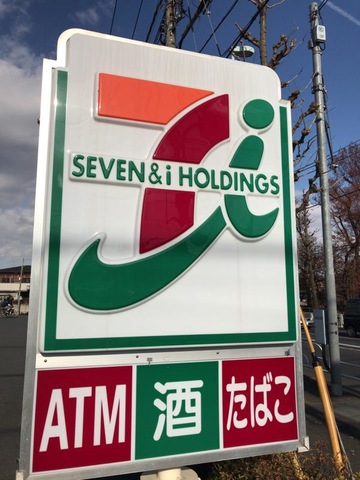 SEVEN&i HOLDINGS
ATM 酒 たばこ